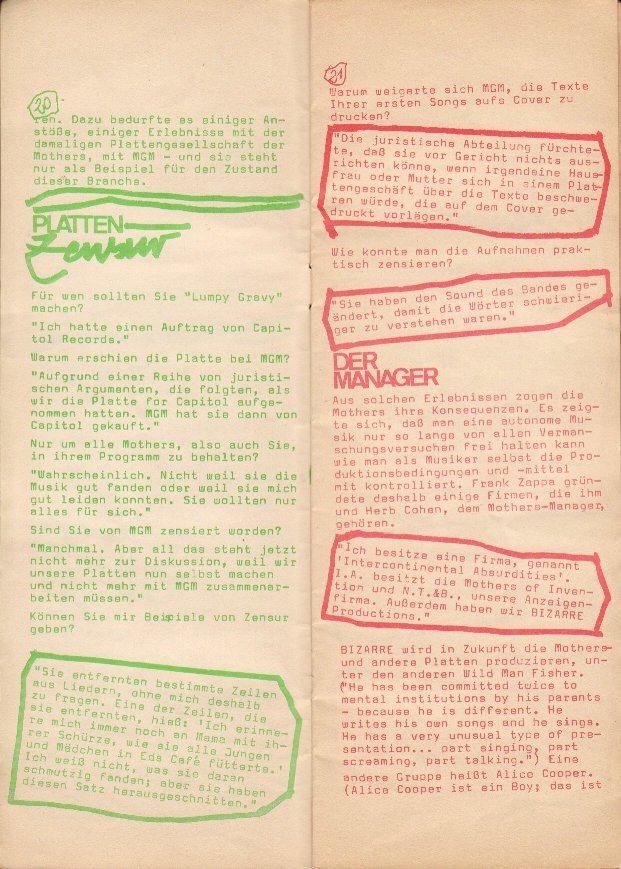 20
ren. Dazu bedurfte es einiger An-
stöße, einiger Erlebnisse mit der
damaligen Plattengesellschaft der
Mothers, mit MGM - und sie steht
nur als Beispiel für den Zustand
dieser Branche.
PLATTEN-
Zensur
Für wen sollten Sie "Lumpy Gravy"
machen?
"Ich hatte einen Auftrag von Capi-
tol Records."
Warum erschien die Platte bei MGM?
"Aufgrund einer Reihe von juristi-
schen Argumenten, die folgten, als
wir die Platte for Capitol aufge-
nommen hatten. MGM hat sie dann von
Capitol gekauft."
Nur um alle Mothers, also auch Sie,
in ihrem Programm zu behalten?
"Wahrscheinlich. Nicht weil sie die
Musik gut fanden oder weil sie mich
gut leiden konnten. Sie wollten nur
alles für sich."
Sind Sie von MGM zensiert worden?
"Manchmal. Aber all das steht jetzt
nicht mehr zur Diskussion, weil wir
unsere Platten nun selbst machen
und nicht mehr mit MGM zusammenar-
beiten müssen."
Können Sie mir Beispiele von Zensur
geben?
"Sie entfernten bestimmte Zeilen
aus Liedern, ohne mich deshalb
zu fragen. Eine der Zeilen, die
sie entfernten, hieß: 'Ich erinne-
re mich immer noch an Mama mit ih-
rer Schürze, wie sie alle Jungen
und Mädchen in Eds Café fütterte.'
Ich weiß nicht, was sie daran
schmutzig fanden; aber sie haben
diesen Satz herausgeschnitten."
21
Warum weigerte sich MGM, die Texte
Ihrer ersten Songs aufs Cover zu
drucken?
"Die juristische Abteilung fürchte-
te, daß sie vor Gericht nichts aus-
richten könne, wenn irgendeine Haus-
frau oder Mutter sich in einem Plat-
tengeschäft über die Texte beschwe-
ren würde, die auf dem Cover ge-
druckt vorlägen."
Wie konnte man die Aufnahmen prak-
tisch zensieren?
"Sie haben den Sound des Bandes ge-
ändert, damit die Wörter schwieri-
ger zu verstehen waren."
DER
MANAGER
Aus solchen Erlebnissen zogen die
Mothers ihre Konsequenzen. Es zeig-
te sich, daß man eine autonome Mu-
sik nur so lange von allen Verman-
schungsversuchen frei halten kann
wie man als Musiker selbst die Pro-
duktionsbedingungen und -mittel
mit kontrolliert. Frank Zappa grün-
dete deshalb einige Firmen, die ihm
und Herb Cohen, dem Mothers-Manager,
gehören.
"Ich besitze eine Firma, genannt
'Intercontinental Absurdities'.
I.A. besitzt die Mothers of Inven-
tion und N.T.&B., unsere Anzeigen-
firma. Außerdem haben wir BIZARRE
Productions."
BIZARRE wird in Zukunft die Mothers-
und andere Platten produzieren, un-
ter den anderen Wild Man Fisher.
("He has been committed twice to
mental institutions by his parents
- because he is different. He
writes his own songs and he sings.
He has a very unusual type of pre-
sentation... part singing, part
screaming, part talking.") Eine
andere Gruppe heißt Alice Cooper.
(Alice Cooper ist ein Boy; das ist